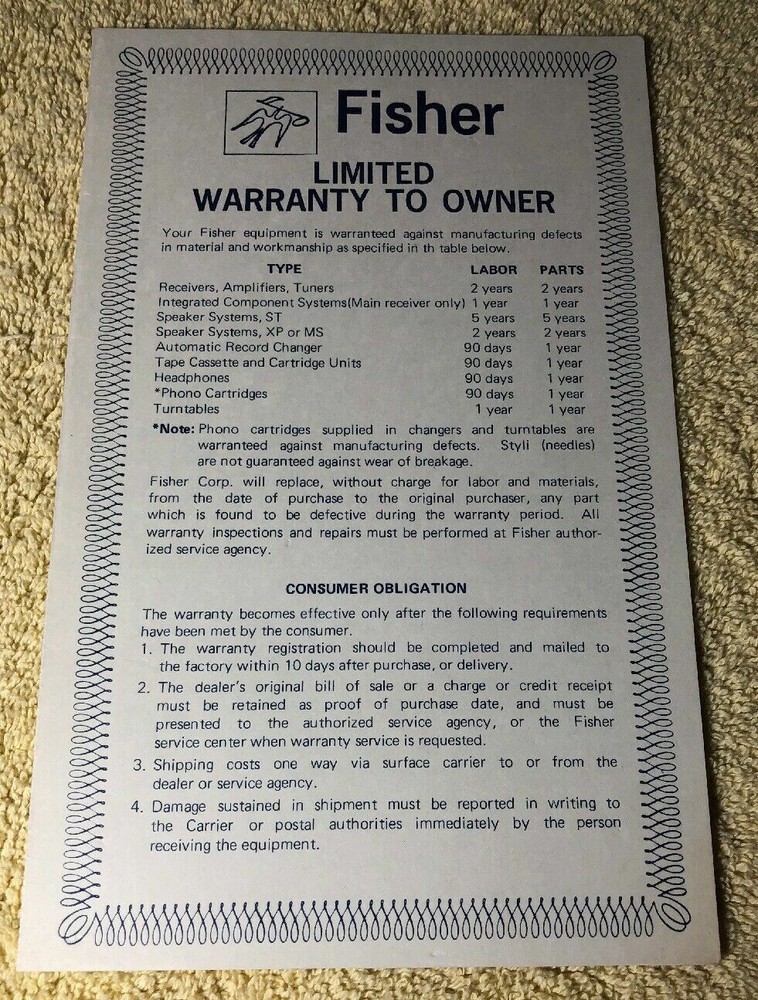 Fisher
LIMITED
WARRANTY TO OWNER
Your Fisher equipment is warranteed against manufacturing defects
in material and workmanship as specified in th table below.
TYPE LABOR PARTS
Receivers, Amplifiers, Tuners 2 years 2 years
Integrated Component Systems(Main receiver only) 1 year 1 year
Speaker Systems, ST 5 years 5 years
Speaker Systems, XP or MS 2 years 2 years
Automatic Record Changer 90 days 1 year
Tape Cassette and Cartridge Units 90 days 1 year
Headphones 90 days 1 year
*Phono Cartridges 90 days 1 year
Turntables 1 year 1 year
*Note: Phono cartridges supplied in changers and turntables are
warranteed against manufacturing defects. Styli (needles)
are not guaranteed against wear of breakage.
Fisher Corp. will replace, without charge for labor and materials,
from the date of purchase to the original purchaser, any part
which is found to be defective during the warranty period. All
warranty inspections and repairs must be performed at Fisher author-
ized service agency.
CONSUMER OBLIGATION
The warranty becomes effective only after the following requirements
have been met by the consumer.
1. The warranty registration should be completed and mailed to
the factory within 10 days after purchase, or delivery.
2. The dealer's original bill of sale or a charge or credit receipt
must be retained as proof of purchase date, and must be
presented to the authorized service agency, or the Fisher
service center when warranty service is requested.
3. Shipping costs one way via surface carrier to or from the
dealer or service agency.
4. Damage sustained in shipment must be reported in writing to
the Carrier or postal authorities immediately by the person
receiving the equipment.